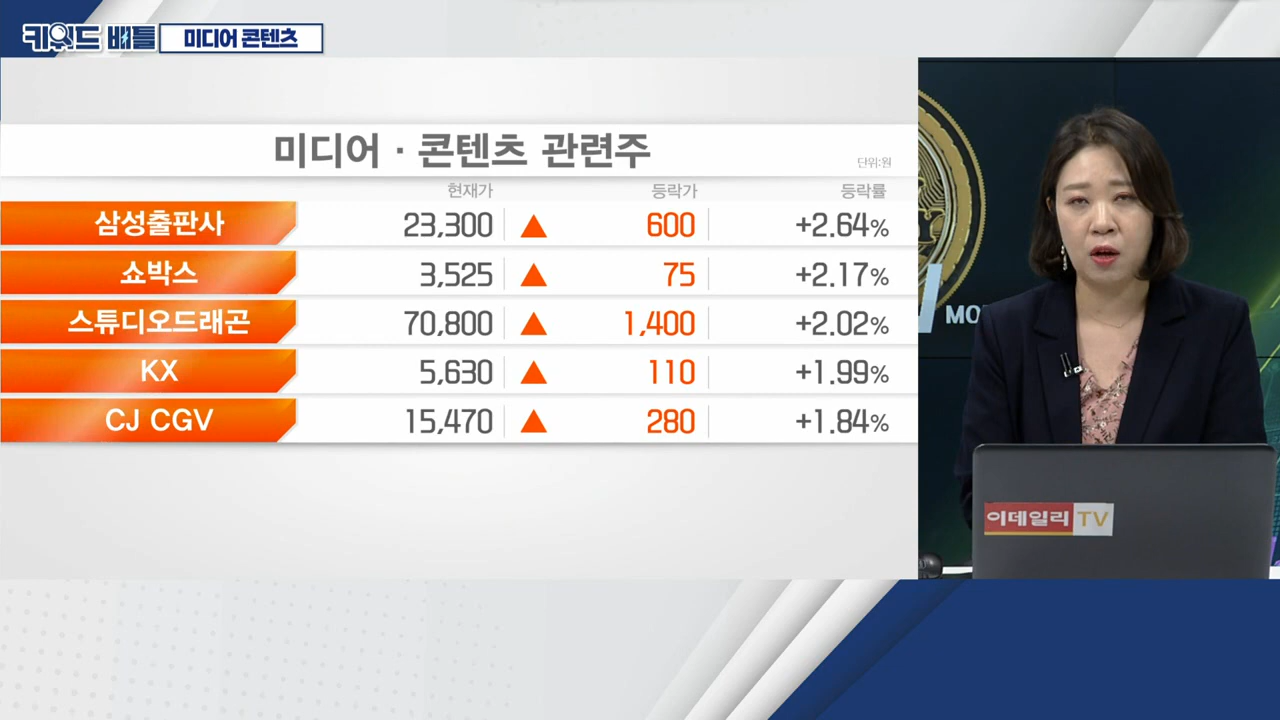 키워드 배틀 미디어 콘텐츠
미디어 · 콘텐츠 관련주
단위:원
현재가 등락가 등락률
삼성출판사 23,300 ▲ 600 +2.64%
쇼박스 3,525 ▲ 75 +2.17%
스튜디오드래곤 70,800 ▲ 1,400 +2.02%
KX 5,630 ▲ 110 +1.99%
CJ CGV 15,470 ▲ 280 +1.84%
MO
이데일리 TV